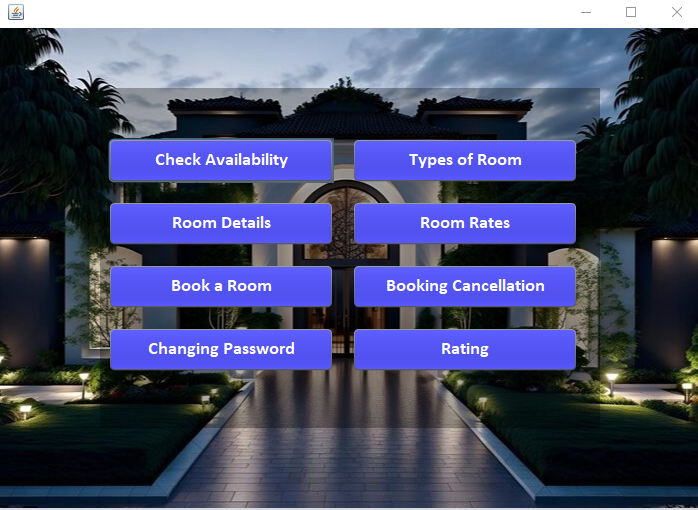 Check Availability
Types of Room
Room Details
Room Rates
Book a Room
Booking Cancellation
Changing Password
Rating